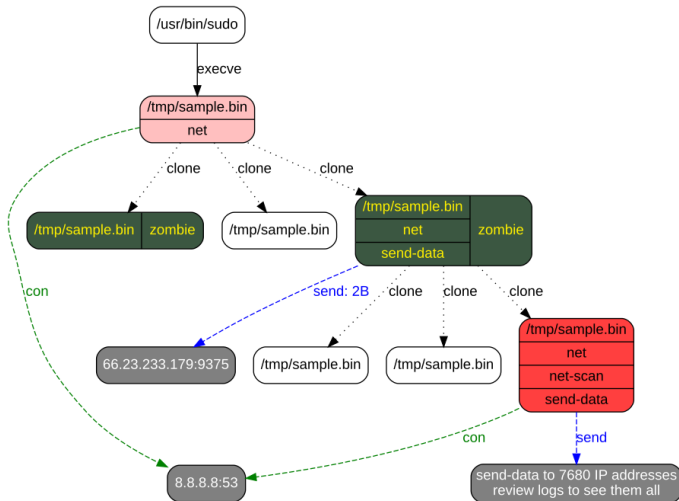 /usr/bin/sudo
execve
/tmp/sample.bin
net
clone
clone
clone
/tmp/sample.bin
zombie
/tmp/sample.bin
/tmp/sample.bin
net
send-data
zombie
con
send: 2B
clone
clone
clone
66.23.233.179:9375
/tmp/sample.bin
/tmp/sample.bin
/tmp/sample.bin
net
net-scan
send-data
con
send
8.8.8.8:53
send-data to 7680 IP addresses
review logs to see them all